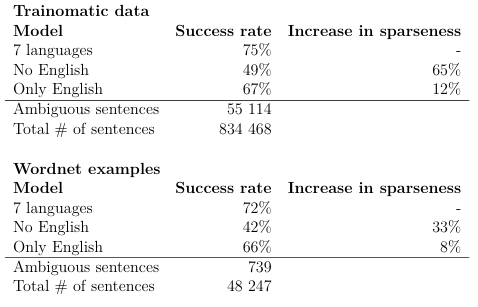 Trainomatic data
Model Success rate Increase in sparseness
7 languages 75% -
No English 49% 65%
Only English 67% 12%
Ambiguous sentences 55 114
Total # of sentences 834 468
Wordnet examples
Model Success rate Increase in sparseness
7 languages 72% -
No English 42% 33%
Only English 66% 8%
Ambiguous sentences 739
Total # of sentences 48 247